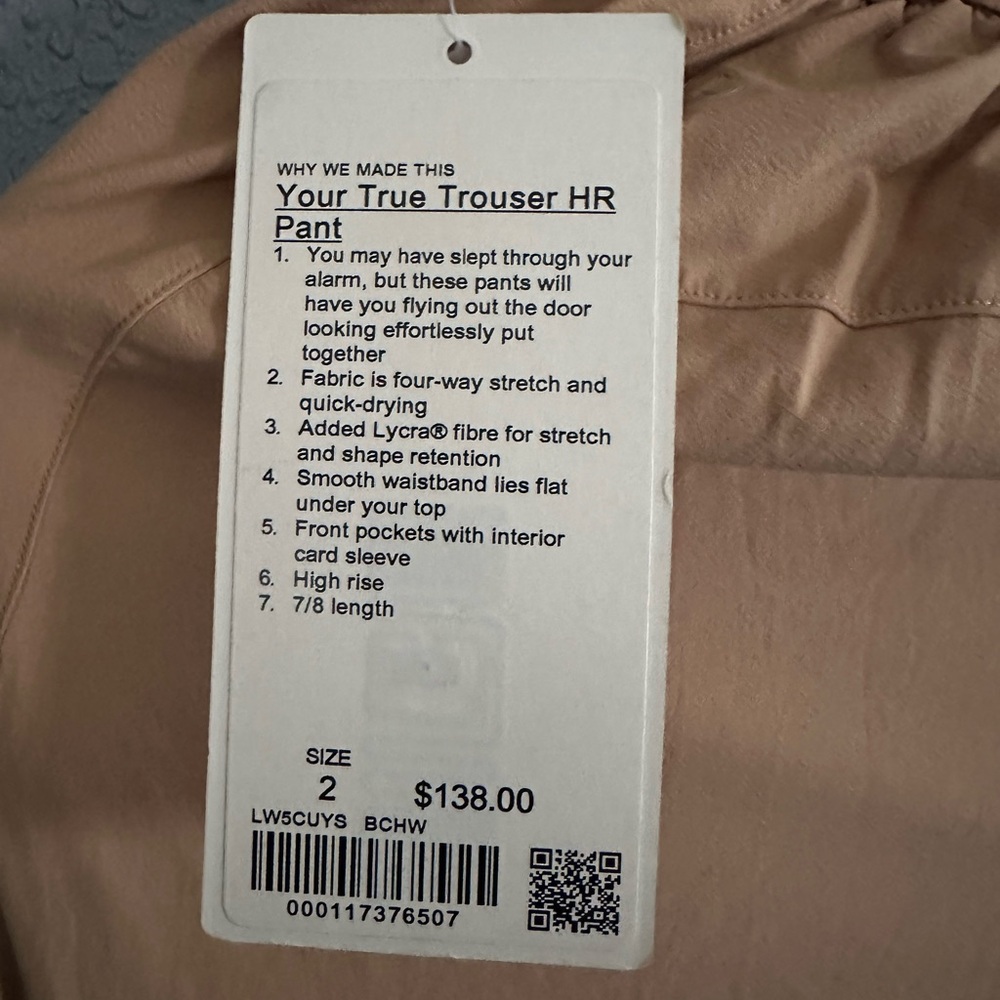 WHY WE MADE THIS
Your True Trouser HR
Pant
1. You may have slept through your
alarm, but these pants will
have you flying out the door
looking effortlessly put
together
2. Fabric is four-way stretch and
quick-drying
3. Added Lycra® fibre for stretch
and shape retention
4. Smooth waistband lies flat
under your top
5. Front pockets with interior
card sleeve
6. High rise
7. 7/8 length
SIZE
2 $138.00
LW5CUYS BCHW
000117376507